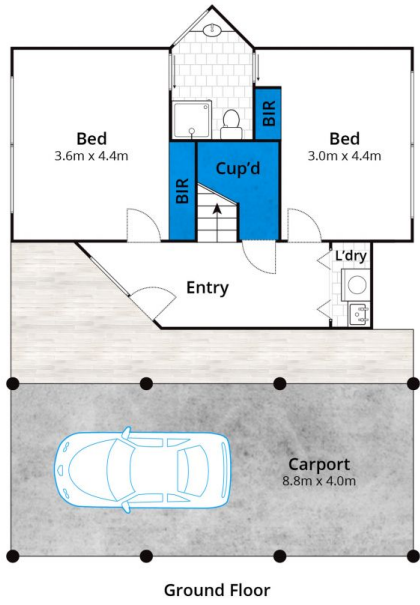 Bed
3.6m x 4.4m
BIR
BIR
Cup'd
Bed
3.0m x 4.4m
L'dry
Entry
Carport
8.8m x 4.0m
Ground Floor